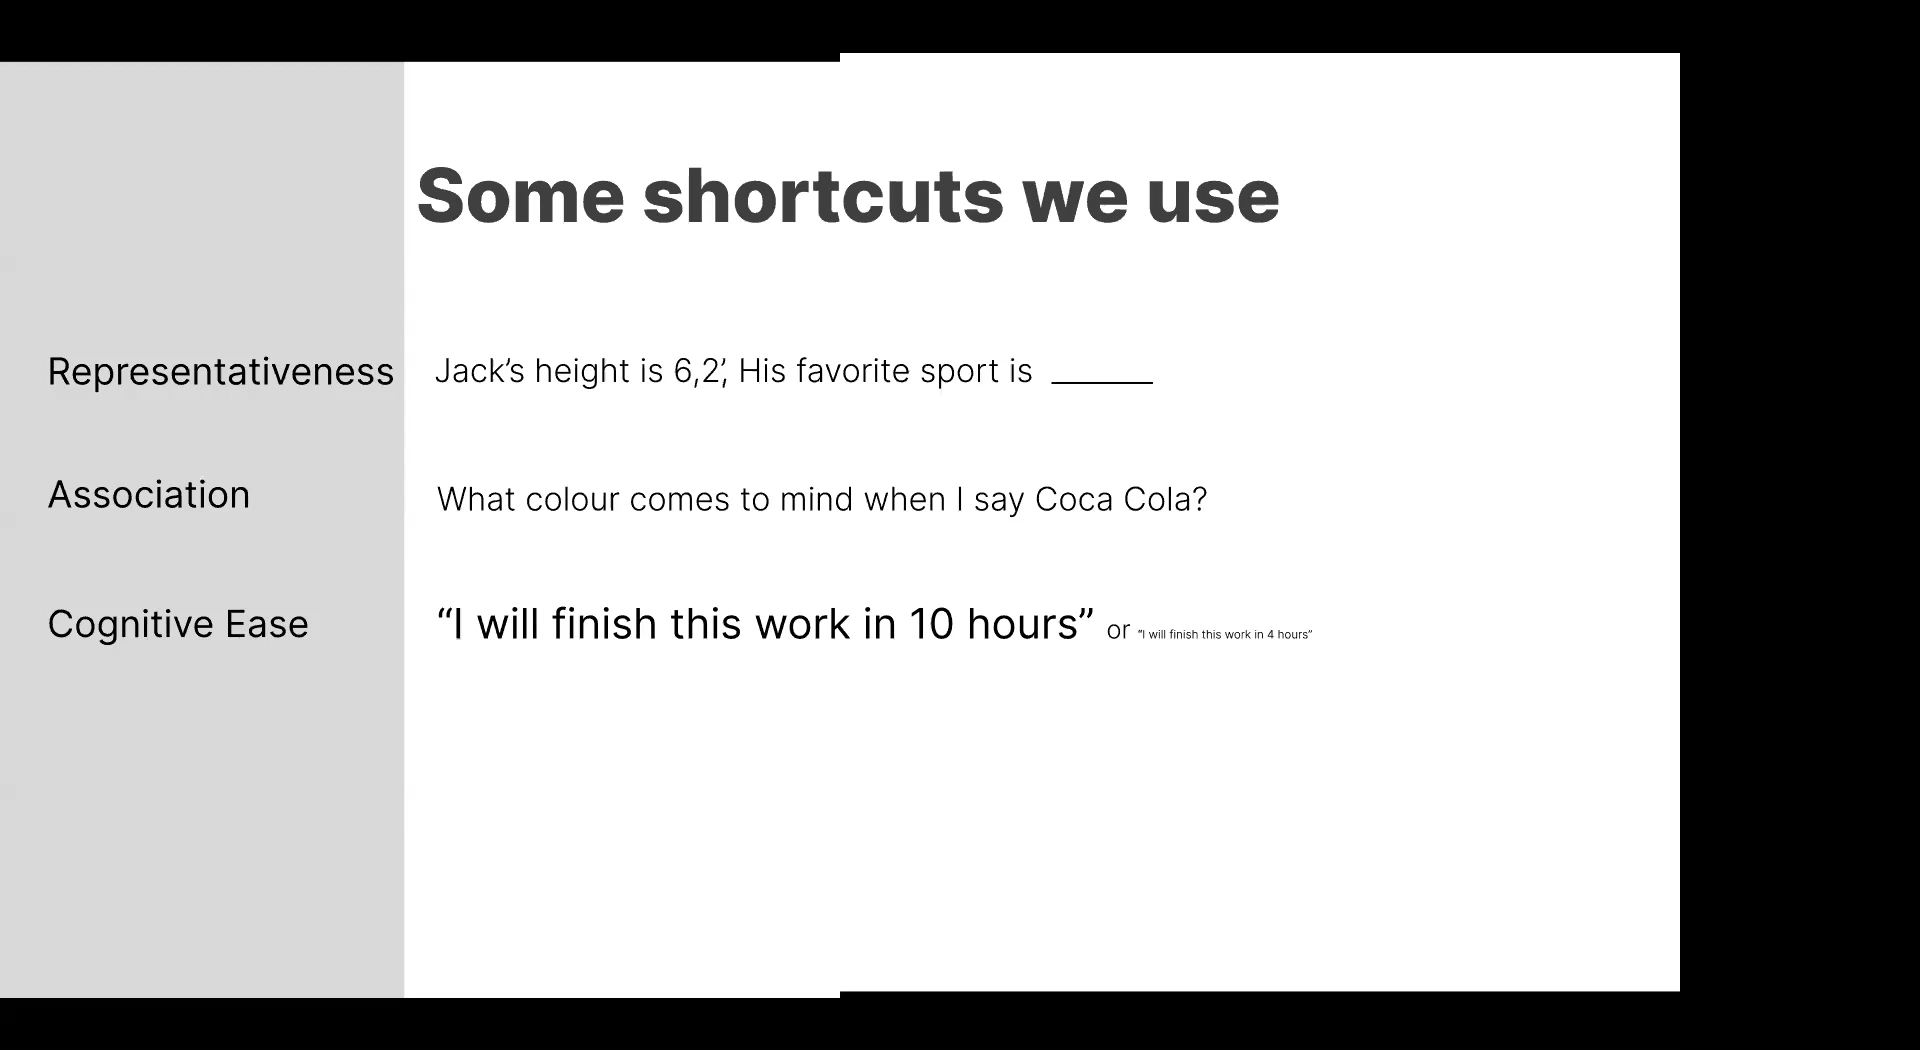 Some shortcuts we use
Representativeness Jack’s height is 6,2’, His favorite sport is ______
Association What colour comes to mind when I say Coca Cola?
Cognitive Ease “I will finish this work in 10 hours” or “I will finish this work in 4 hours”